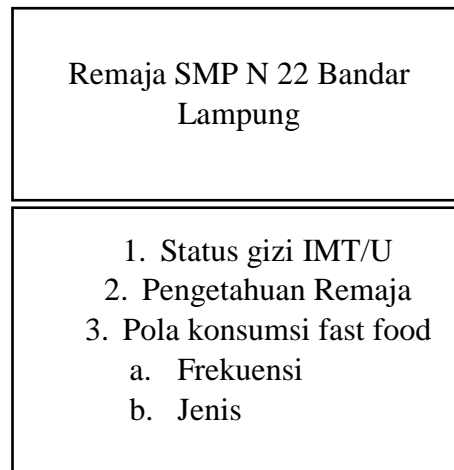 Remaja SMP N 22 Bandar
Lampung
1. Status gizi IMT/U
2. Pengetahuan Remaja
3. Pola konsumsi fast food
a. Frekuensi
b. Jenis